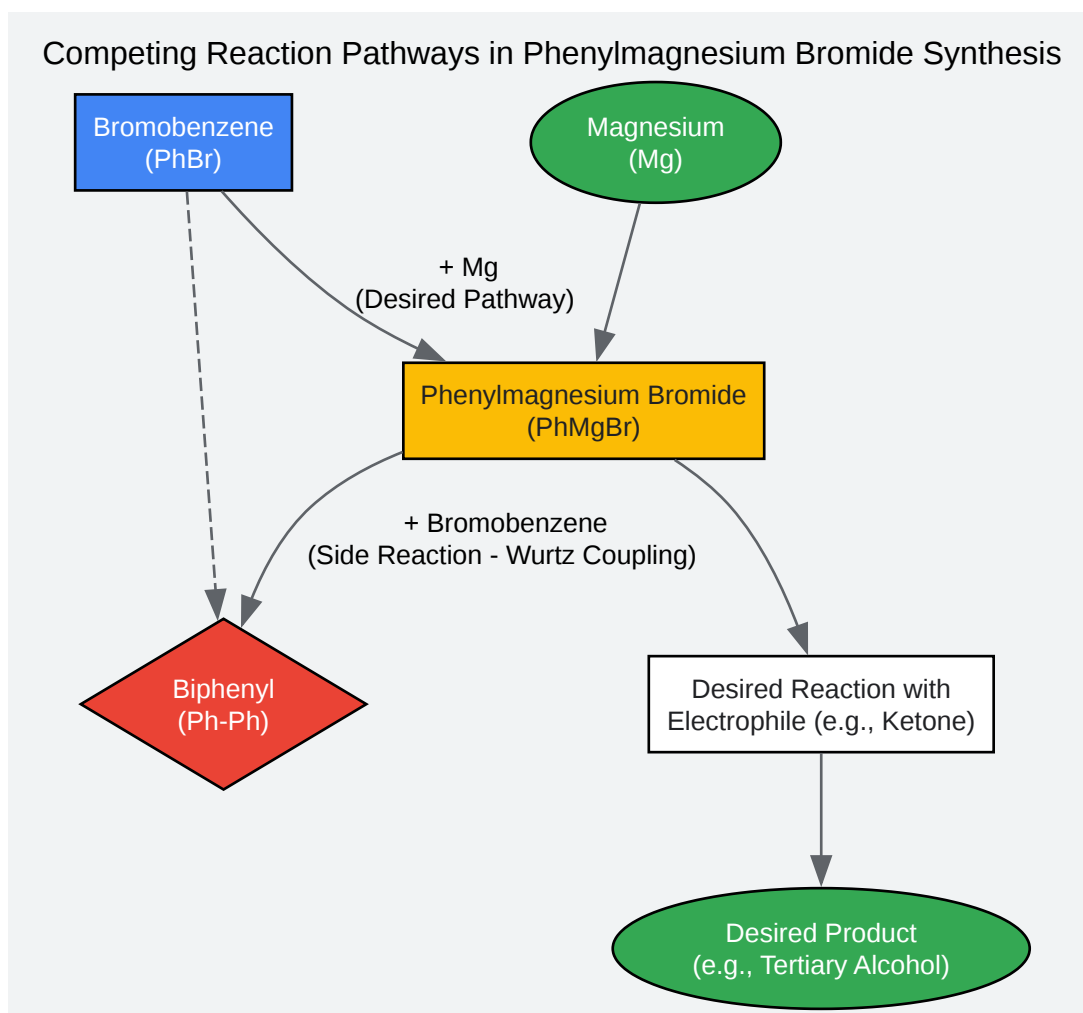 Competing Reaction Pathways in Phenylmagnesium Bromide Synthesis
Bromobenzene
(PhBr)
Magnesium
(Mg)
+ Mg
(Desired Pathway)
Phenylmagnesium Bromide
(PhMgBr)
+ Bromobenzene
(Side Reaction - Wurtz Coupling)
Biphenyl
(Ph-Ph)
Desired Reaction with
Electrophile (e.g., Ketone)
Desired Product
(e.g., Tertiary Alcohol)